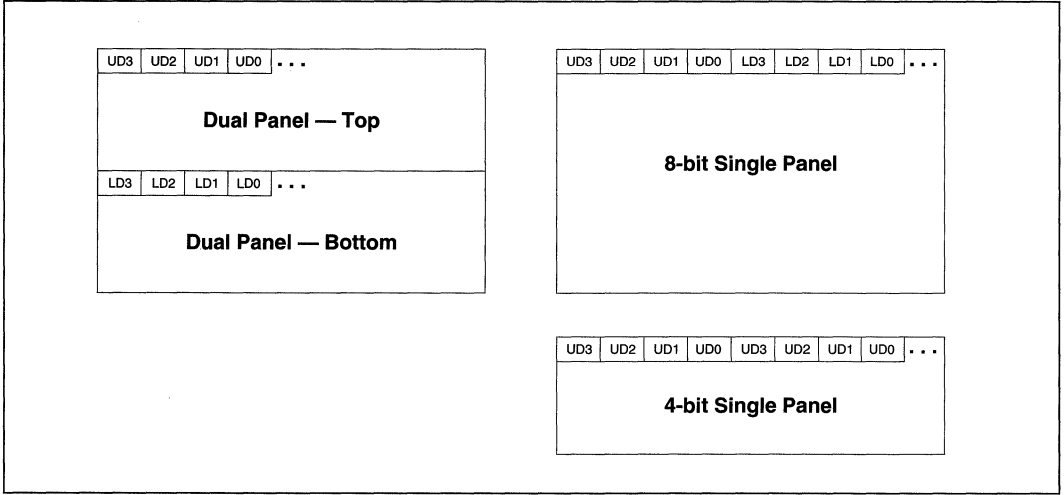 UD3 UD2 UD1 UD0 ...
Dual Panel — Top
LD3 LD2 LD1 LD0 ...
Dual Panel — Bottom
UD3 UD2 UD1 UD0 LD3 LD2 LD1 LD0 ...
8-bit Single Panel
UD3 UD2 UD1 UD0 UD3 UD2 UD1 UD0 ...
4-bit Single Panel